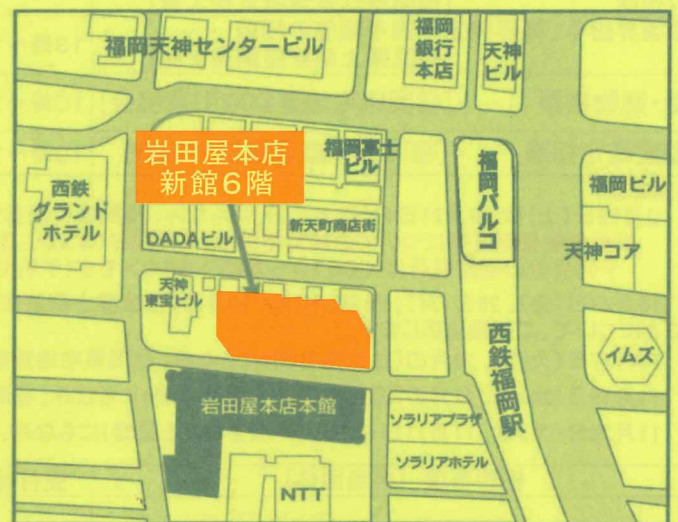 福岡天神センタービル
福岡
銀行
本店
天神
ビル
岩田屋本店
新館6階
福岡富士
ビル
福岡パルコ
福岡ビル
西鉄
グランド
ホテル
DADAビル
新天町商店街
天神コア
天神
東宝ビル
西鉄福岡駅
イムズ
岩田屋本店本館
ソラリアプラザ
ソラリアホテル
NTT